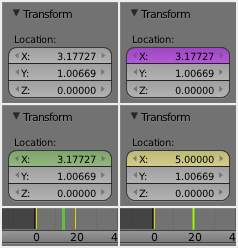 Transform
Location:
X: 3.17727
Y: 1.00669
Z: 0.00000
Transform
Location:
X: 3.17727
Y: 1.00669
Z: 0.00000
Transform
Location:
X: 3.17727
Y: 1.00669
Z: 0.00000
Transform
Location:
X: 5.00000
Y: 1.00669
Z: 0.00000
0 20 4
0 20 4